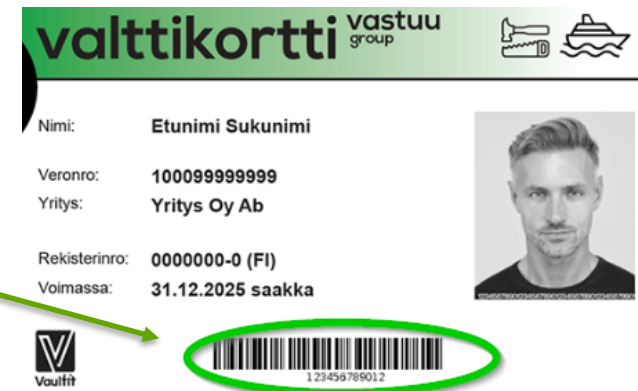 valttikortti vastuu group
Nimi: Etunimi Sukunimi
Veronro: 100099999999
Yritys: Yritys Oy Ab
Rekisterinro: 0000000-0 (FI)
Voimassa: 31.12.2025 saakka
123456789012
Vaulfit